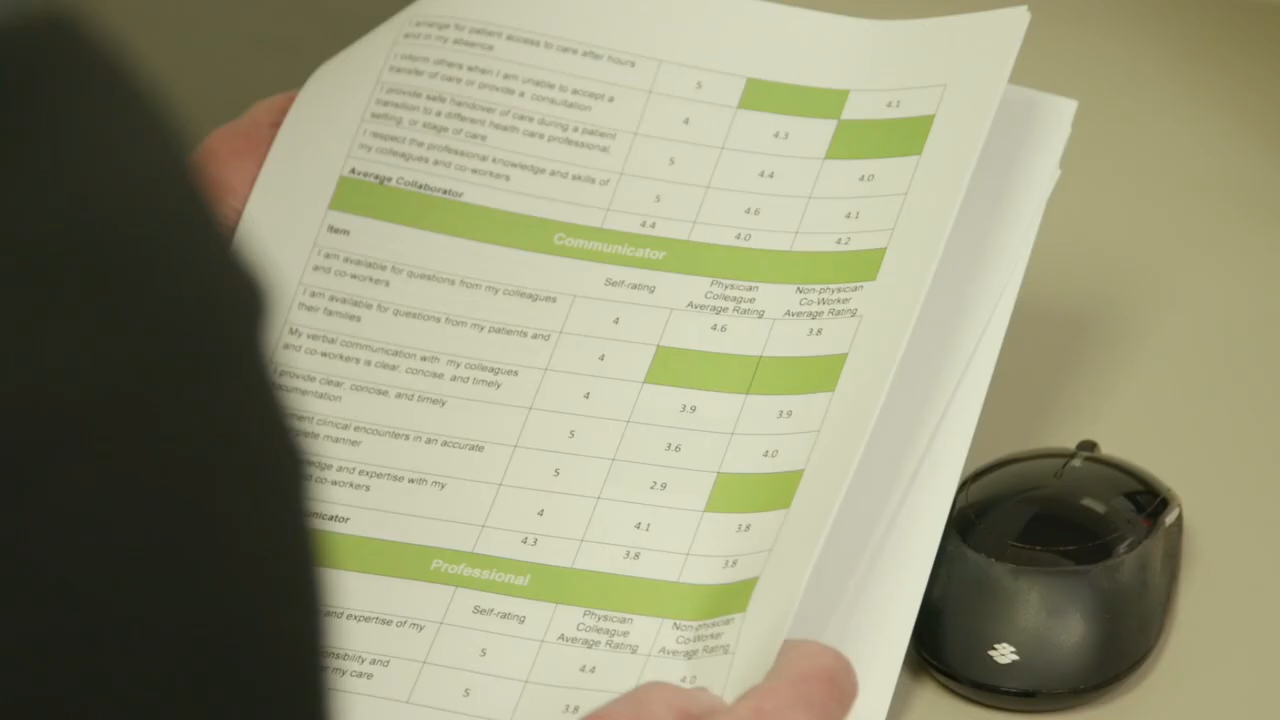 I arrange for patient access to care after hours
and in my absence
5
4.1
I inform others when I am unable to accept a
transfer of care or provide a consultation
4
4.3
I provide safe handover of care during a patient
transition to a different health care professional,
setting, or stage of care
5
4.4
4.0
I respect the professional knowledge and skills of
my colleagues and co-workers
5
4.6
4.1
Average Collaborator
4.4
4.0
4.2
Communicator
Item
Self-rating
Physician
Colleague
Average Rating
Non-physician
Co-Worker
Average Rating
I am available for questions from my colleagues
and co-workers
4
4.6
3.8
I am available for questions from my patients and
their families
4
My verbal communication with my colleagues
and co-workers is clear, concise, and timely
4
3.9
3.9
I provide clear, concise, and timely
documentation
5
3.6
4.0
ment clinical encounters in an accurate
plete manner
5
2.9
edge and expertise with my
d co-workers
4
4.1
3.8
unicator
4.3
3.8
3.8
Professional
Self-rating
Physician
Colleague
Average Rating
Non-physician
Co-Worker
Average Rating
and expertise of my
5
4.4
4.0
onsibility and
r my care
5
3.8